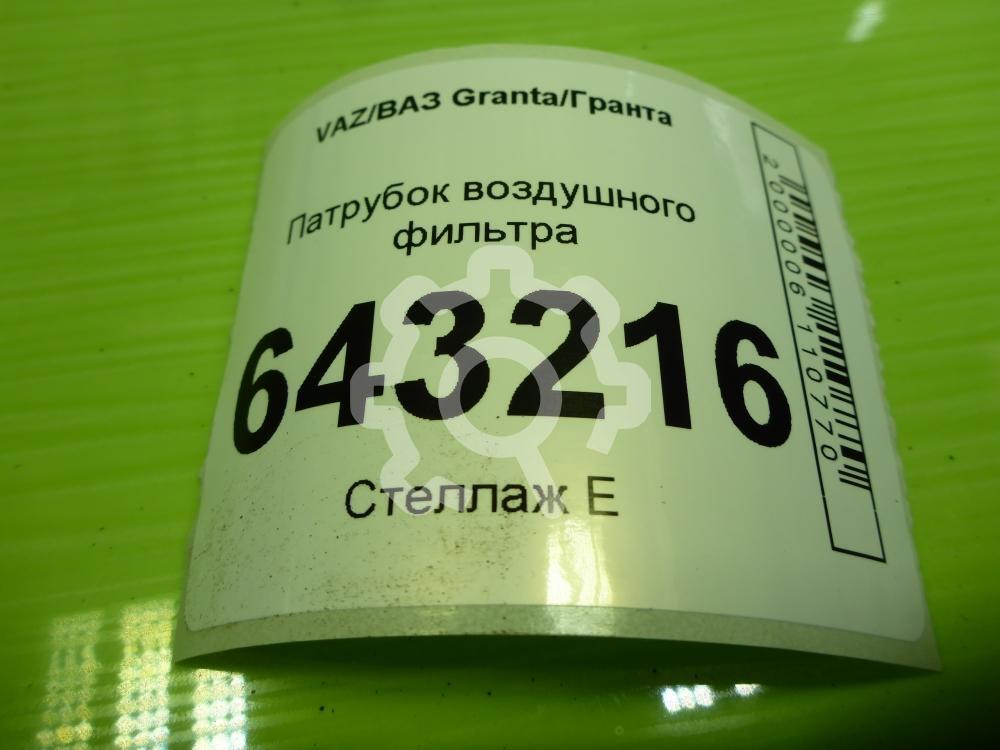 VAZ/ВАЗ Granta/Гранта
Патрубок воздушного
фильтра
643216
Стеллаж Е
2000006110770